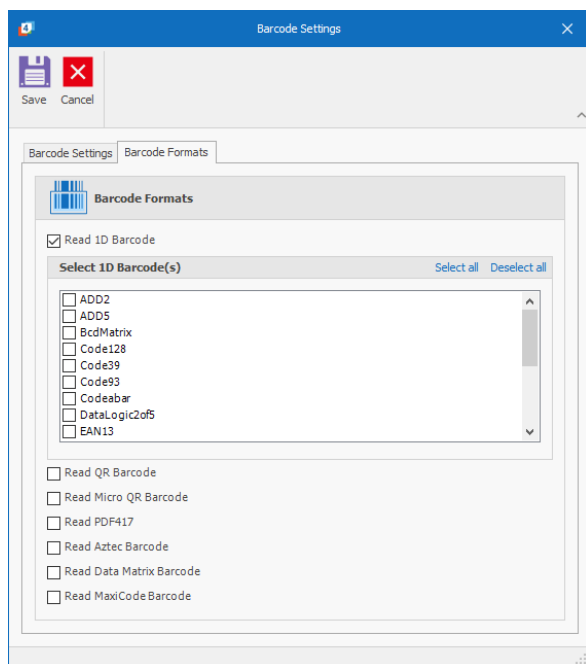 4
Barcode Settings
Save Cancel
Barcode Settings Barcode Formats
Barcode Formats
Read 1D Barcode
Select 1D Barcode(s) Select all Deselect all
ADD2
ADD5
BcdMatrix
Code128
Code39
Code93
Codeabar
DataLogic2of5
EAN13
Read QR Barcode
Read Micro QR Barcode
Read PDF417
Read Aztec Barcode
Read Data Matrix Barcode
Read MaxiCode Barcode